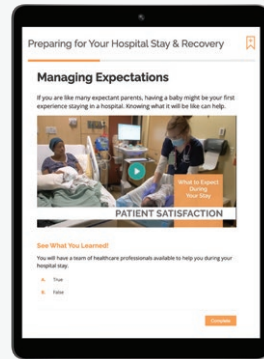 Preparing for Your Hospital Stay & Recovery
Managing Expectations
If you are like many expectant parents, having a baby might be your first
experience staying in a hospital. Knowing what it will be like can help.
What to Expect
During
Your Stay
PATIENT SATISFACTION
See What You Learned!
You will have a team of healthcare professionals available to help you during your
hospital stay.
A. True
B. False
Complete